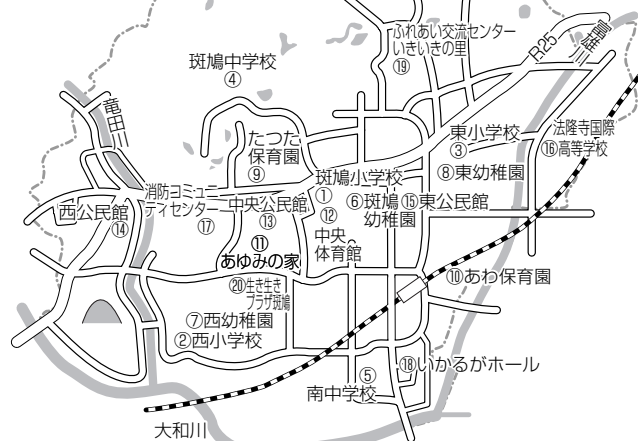 ふれあい交流センター
いきいきの里
⑲
R25
富雄川
斑鳩中学校
④
竜田川
たつた
保育園
⑨
東小学校
③
法隆寺国際
⑯高等学校
⑧東幼稚園
斑鳩小学校
①
⑥斑鳩
幼稚園
⑮東公民館
消防コミュニ
ティセンター
⑰
中央公民館
⑬
⑫
中央
体育館
西公民館
⑭
⑪
あゆみの家
⑳生き生き
プラザ斑鳩
⑩あわ保育園
⑦西幼稚園
②西小学校
⑱いかるがホール
⑤
南中学校
大和川